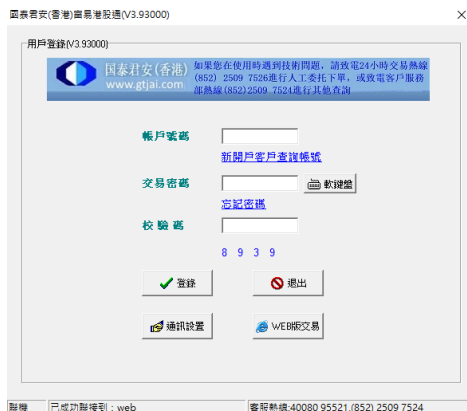 國泰君安(香港)富易港股通(V3.93000)
用戶登錄(V3.93000)
国泰君安(香港)
www.gtjai.com
如果您在使用時遇到技術問題，請致電24小時交易熱線
(852) 2509 7526進行人工委托下單，或致電客戶服務
部熱線(852)2509 7524進行其他查詢
帳戶號碼
新開戶客戶查詢帳號
交易密碼
軟鍵盤
忘記密碼
校驗碼
8 9 3 9
登錄
退出
通訊設置
WEB版交易
聯機
已成功聯接到：web
客服熱線:40080 95521,(852) 2509 7524